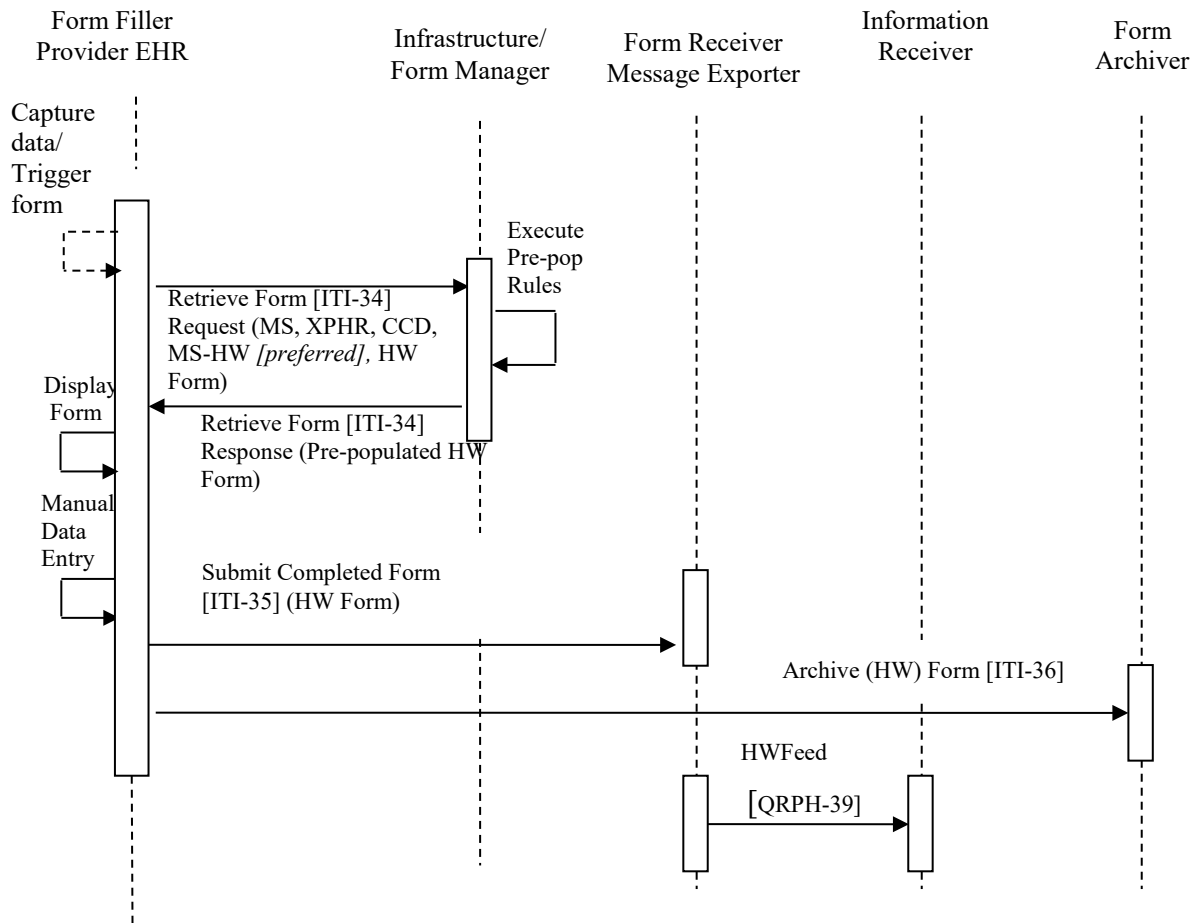 Form Filler
Provider EHR
Infrastructure/
Form Manager
Form Receiver
Message Exporter
Information
Receiver
Form
Archiver
Capture
data/
Trigger
form
Execute
Pre-pop
Rules
Retrieve Form [ITI-34]
Request (MS, XPHR, CCD,
MS-HW [preferred], HW
Form)
Display
Form
Retrieve Form [ITI-34]
Response (Pre-populated HW
Form)
Manual
Data
Entry
Submit Completed Form
[ITI-35] (HW Form)
Archive (HW) Form [ITI-36]
HWFeed
[QRPH-39]